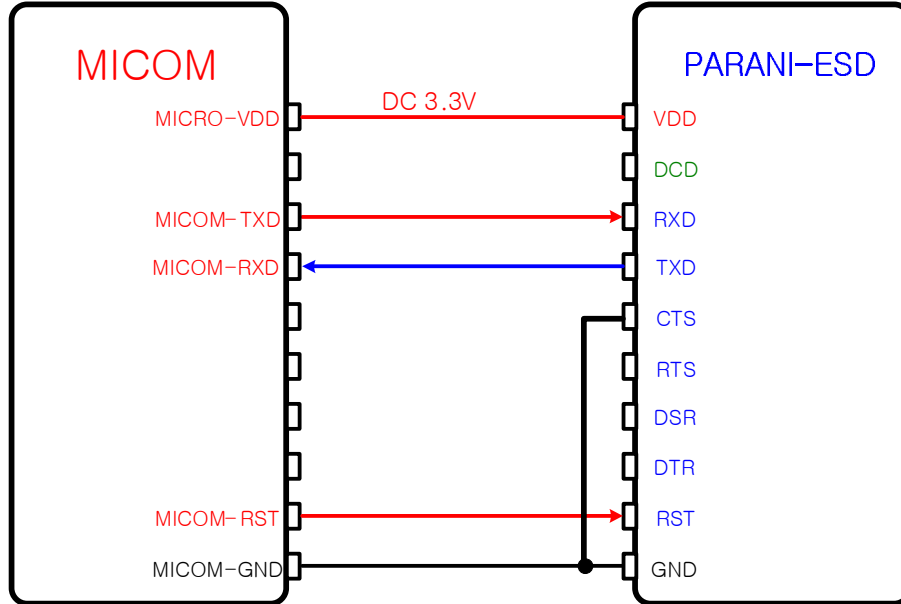 MICOM
PARANI-ESD
DC 3.3V
MICRO-VDD
VDD
DCD
MICOM-TXD
RXD
MICOM-RXD
TXD
CTS
RTS
DSR
DTR
MICOM-RST
RST
MICOM-GND
GND